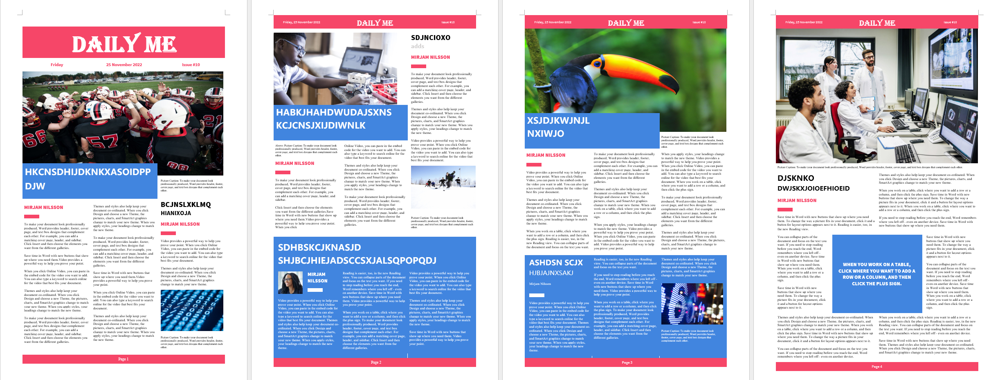 DAILY ME
Friday
25 November 2022
Issue #10
HKCNSDHIJDKNKXASOIDPP
DJW
Picture Caption: To make your document look
professionally produced, Word provides header, footer,
cover page, and text box designs that complement each
other.
MIRJAM NILSSON
To make your document look
professionally produced, Word
provides header, footer, cover
page, and text box designs that complement
each other. For example, you can add a
matching cover page, header, and sidebar.
Click Insert and then choose the elements you
want from the different galleries.
Save time in Word with new buttons that show
up where you need them.Video provides a
powerful way to help you prove your point.
When you click Online Video, you can paste in
the embed code for the video you want to add.
You can also type a keyword to search online
for the video that best fits your document.
Themes and styles also help keep your
document co-ordinated. When you click
Design and choose a new Theme, the pictures,
charts, and SmartArt graphics change to match
your new theme. When you apply styles, your
headings change to match the new theme.
To make your document look professionally
produced, Word provides header, footer, cover
page, and text box designs that complement
each other. For example, you can add a
matching cover page, header, and sidebar.
Click Insert and then choose the elements you
want from the different galleries.
Themes and styles also help keep your
document co-ordinated. When you click
Design and choose a new Theme, the
pictures, charts, and SmartArt graphics
change to match your new theme. When you
apply styles, your headings change to match
the new theme.
To make your document look professionally
produced, Word provides header, footer,
cover page, and text box designs that
complement each other. For example, you
can add a matching cover page, header, and
sidebar. Click Insert and then choose the
elements you want from the different
galleries.
Save time in Word with new buttons that
show up where you need them.Video
provides a powerful way to help you prove
your point.
When you click Online Video, you can paste
in the embed code for the video you want to
add. You can also type a keyword to search
online for the video that best fits your
document.
Themes and styles also help keep your
document co-ordinated. When you click
Design and choose a new Theme, the
pictures, charts, and SmartArt graphics
change to match your new theme. When you
apply styles, your headings change to match
the new theme.
BCJNSLXKLMQ
HIANIXOJA
MIRJAM NILSSON
Video provides a powerful way to help you
prove your point. When you click Online
Video, you can paste in the embed code for
the video you want to add. You can also type
a keyword to search online for the video that
best fits your document.
Themes and styles also help keep your
document co-ordinated. When you click
Design and choose a new Theme, the
pictures, charts, and SmartArt graphics
change to match your new theme.
Picture Caption: To make your document look
professionally produced, Word provides header, footer,
cover page, and text box designs that complement each
other.
Page 1
Friday, 25 November 2022
DAILY ME
Issue #10
HABKJHAHDWUDAJSXNS
KCJCNSJXIJDIWNLK
Above: Picture Caption: To make your document look
professionally produced, Word provides header, footer,
cover page, and text box designs that complement each
other.
MIRJAM NILSSON
To make your document look professionally
produced, Word provides header, footer,
cover page, and text box designs that
complement each other. For example, you
can add a matching cover page, header, and
sidebar.
Click Insert and then choose the elements
you want from the different galleries.Save
time in Word with new buttons that show up
where you need them.Video provides a
powerful way to help you prove your point.
When you click
Online Video, you can paste in the embed
code for the video you want to add. You can
also type a keyword to search online for the
video that best fits your document.
Themes and styles also help keep your
document co-ordinated. When you click
Design and choose a new Theme, the
pictures, charts, and SmartArt graphics
change to match your new theme. When
you apply styles, your headings change to
match the new theme.
To make your document look professionally
produced, Word provides header, footer,
cover page, and text box designs that
complement each other. For example, you
can add a matching cover page, header, and
sidebar. Click Insert and then choose the
elements you want from the different
galleries.
SDJNCIOXO
adds
MIRJAM NILSSON
To make your document look professionally
produced, Word provides header, footer,
cover page, and text box designs that
complement each other. For example, you
can add a matching cover page, header, and
sidebar. Click Insert and then choose the
elements you want from the different
galleries.
Themes and styles also help keep your
document co-ordinated. When you click
Design and choose a new Theme, the
pictures, charts, and SmartArt graphics
change to match your new theme. When you
apply styles, your headings change to match
the new theme.
Video provides a powerful way to help you
prove your point. When you click Online
Video, you can paste in the embed code for
the video you want to add. You can also type
a keyword to search online for the video that
best fits your document.
Picture Caption: To make your document look
professionally produced, Word provides header, footer,
cover page, and text box designs that complement each
other.
SDHBSKCJKNASJD
SHJBCJHIEJADSCCSXJALSQPOPQDJ
MIRJAM
NILSSON
Video provides a powerful way to help you
prove your point. When you click Online
Video, you can paste in the embed code for
the video you want to add. You can also
type a keyword to search online for the
video that best fits your document. Themes
and styles also help keep your document co-
ordinated. When you click Design and
choose a new Theme, the pictures, charts,
and SmartArt graphics change to match
your new theme. When you apply styles,
your headings change to match the new
theme.
Reading is easier, too, in the new Reading
view. You can collapse parts of the document
and focus on the text you want. If you need
to stop reading before you reach the end,
Word remembers where you left off - even
on another device. Save time in Word with
new buttons that show up where you need
them. Video provides a powerful way to help
you prove your point.
When you work on a table, click where you
want to add a row or a column, and then click
the plus sign. To make your document look
professionally produced, Word provides
header, footer, cover page, and text box
designs that complement each other. For
example, you can add a matching cover page,
header, and sidebar. Click Insert and then
choose the elements you want from the
different galleries.
Video provides a powerful way to help you
prove your point. When you click Online
Video, you can paste in the embed code for
the video you want to add. You can also type
a keyword to search online for the video that
best fits your document.
Themes and styles also help keep your
document co-ordinated. When you click
Design and choose a new Theme, the
pictures, charts, and SmartArt graphics
change to match your new theme. When you
apply styles, your headings change to match
the new theme.
Save time in Word with new buttons that
show up where you need them. Video
provides a powerful way to help you prove
your point.
Page 2
Friday, 25 November 2022
DAILY ME
Issue #10
XSJDJKWJNJL
NXIWJO
Picture Caption: To make your document look
professionally produced, Word provides header, footer,
cover page, and text box designs that complement each
other.
MIRJAM NILSSON
Video provides a powerful way to help you
prove your point. When you click Online
Video, you can paste in the embed code for
the video you want to add. You can also type
a keyword to search online for the video that
best fits your document.
Themes and styles also help keep your
document co-ordinated. When you click
Design and choose a new Theme, the
pictures, charts, and SmartArt graphics
change to match your new theme. When you
apply styles, your headings change to match
the new theme.
When you work on a table, click where you
want to add a row or a column, and then click
the plus sign. Reading is easier, too, in the
new Reading view. You can collapse parts of
the document and focus on the text you want.
To make your document look professionally
produced, Word provides header, footer,
cover page, and text box designs that
complement each other. For example, you can
add a matching cover page, header, and
sidebar. Click Insert and then choose the
elements you want from the different
galleries.
Themes and styles also help keep your
document co-ordinated. When you click
Design and choose a new Theme, the
pictures, charts, and SmartArt graphics
change to match your new theme. When you
work on a table, click where you want to add
a row or a column, and then click the plus
sign.
When you apply styles, your headings change
to match the new theme. Video provides a
powerful way to help you prove your point.
When you click Online Video, you can paste
in the embed code for the video you want to
add. Video provides a powerful way to help
you prove your point.
When you apply styles, your headings change
to match the new theme. Video provides a
powerful way to help you prove your point.
When you click Online Video, you can paste
in the embed code for the video you want to
add. You can also type a keyword to search
online for the video that best fits your
document. When you work on a table, click
where you want to add a row or a column, and
then click the plus sign.
To make your document look professionally
produced, Word provides header, footer,
cover page, and text box designs that
complement each other. For example, you can
add a matching cover page, header, and
sidebar. Click Insert and then choose the
elements you want from the different
galleries.
Themes and styles also help keep your
document co-ordinated. When you click
Design and choose a new Theme, the pictures,
charts, and SmartArt graphics change to
match your new theme.
ASHDSN SCJX
HJBJAJNXSAKJ
Mirjam Nilsson
Video provides a powerful way to help you
prove your point. When you click Online
Video, you can paste in the embed code for
the video you want to add. You can also
type a keyword to search online for the
video that best fits your document. Themes
and styles also help keep your document co-
ordinated. When you click Design and
choose a new Theme, the pictures, charts,
and SmartArt graphics change to match
your new theme. When you apply styles,
your headings change to match the new
theme.
Reading is easier, too, in the new Reading
view. You can collapse parts of the document
and focus on the text you want.
If you need to stop reading before you reach
the end, Word remembers where you left off -
even on another device. Save time in Word
with new buttons that show up where you
need them. Video provides a powerful way to
help you prove your point.
When you work on a table, click where you
want to add a row or a column, and then click
the plus sign. To make your document look
professionally produced, Word provides
header, footer, cover page, and text box
designs that complement each other. For
example, you can add a matching cover page,
header, and sidebar. Click Insert and then
choose the elements you want from the
different galleries.
Themes and styles also help keep your
document co-ordinated. When you click
Design and choose a new Theme, the
pictures, charts, and SmartArt graphics
change to match your new theme.
Picture Caption: To make your document look
professionally produced, Word provides header,
footer, cover page, and text box designs that
complement each other.
Page 3
Friday, 25 November 2022
DAILY ME
Issue #10
Picture Caption: To make your document look professionally produced, Word provides header, footer, cover page, and text box designs that complement each other.
DJSKNKO
DWJSKXJOIOEFHIOEID
MIRJAM NILSSON
Save time in Word with new buttons that show up where you need
them. To change the way a picture fits in your document, click it and a
button for layout options appears next to it. Reading is easier, too, in
the new Reading view.
Themes and styles also help keep your document co-ordinated. When
you click Design and choose a new Theme, the pictures, charts, and
SmartArt graphics change to match your new theme.
When you work on a table, click where you want to add a row or a
column, and then click the plus sign. Save time in Word with new
buttons that show up where you need them. To change the way a
picture fits in your document, click it and a button for layout options
appears next to it. When you work on a table, click where you want to
add a row or a column, and then click the plus sign.
If you need to stop reading before you reach the end, Word remembers
where you left off - even on another device. Save time in Word with
new buttons that show up where you need them.
You can collapse parts of the
document and focus on the text you
want. If you need to stop reading
before you reach the end, Word
remembers where you left off -
even on another device. Save time
in Word with new buttons that
show up where you need them.
When you work on a table, click
where you want to add a row or a
column, and then click the plus
sign.
Save time in Word with new
buttons that show up where you
need them. To change the way a
picture fits in your document, click
it and a button for layout options
appears next to it.
WHEN YOU WORK ON A TABLE,
CLICK WHERE YOU WANT TO ADD A
ROW OR A COLUMN, AND THEN
CLICK THE PLUS SIGN.
Save time in Word with new
buttons that show up where you
need them. To change the way a
picture fits in your document, click
it and a button for layout options
appears next to it.
You can collapse parts of the
document and focus on the text you
want. If you need to stop reading
before you reach the end, Word
remembers where you left off -
even on another device. Save time
in Word with new buttons that
show up where you need them.
When you work on a table, click
where you want to add a row or a
column, and then click the plus
sign.
Themes and styles also help keep your document co-ordinated. When
you click Design and choose a new Theme, the pictures, charts, and
SmartArt graphics change to match your new theme. When you work
on a table, click where you want to add a row or a column, and then
click the plus sign. Save time in Word with new buttons that show up
where you need them. To change the way a picture fits in your
document, click it and a button for layout options appears next to it.
You can collapse parts of the document and focus on the text you
want. If you need to stop reading before you reach the end, Word
remembers where you left off - even on another device.
When you work on a table, click where you want to add a row or a
column, and then click the plus sign. Reading is easier, too, in the new
Reading view. You can collapse parts of the document and focus on
the text you want. If you need to stop reading before you reach the
end, Word remembers where you left off - even on another device.
Save time in Word with new buttons that show up where you need
them. Themes and styles also help keep your document co-ordinated.
When you click Design and choose a new Theme, the pictures, charts,
and SmartArt graphics change to match your new theme.
Page 4